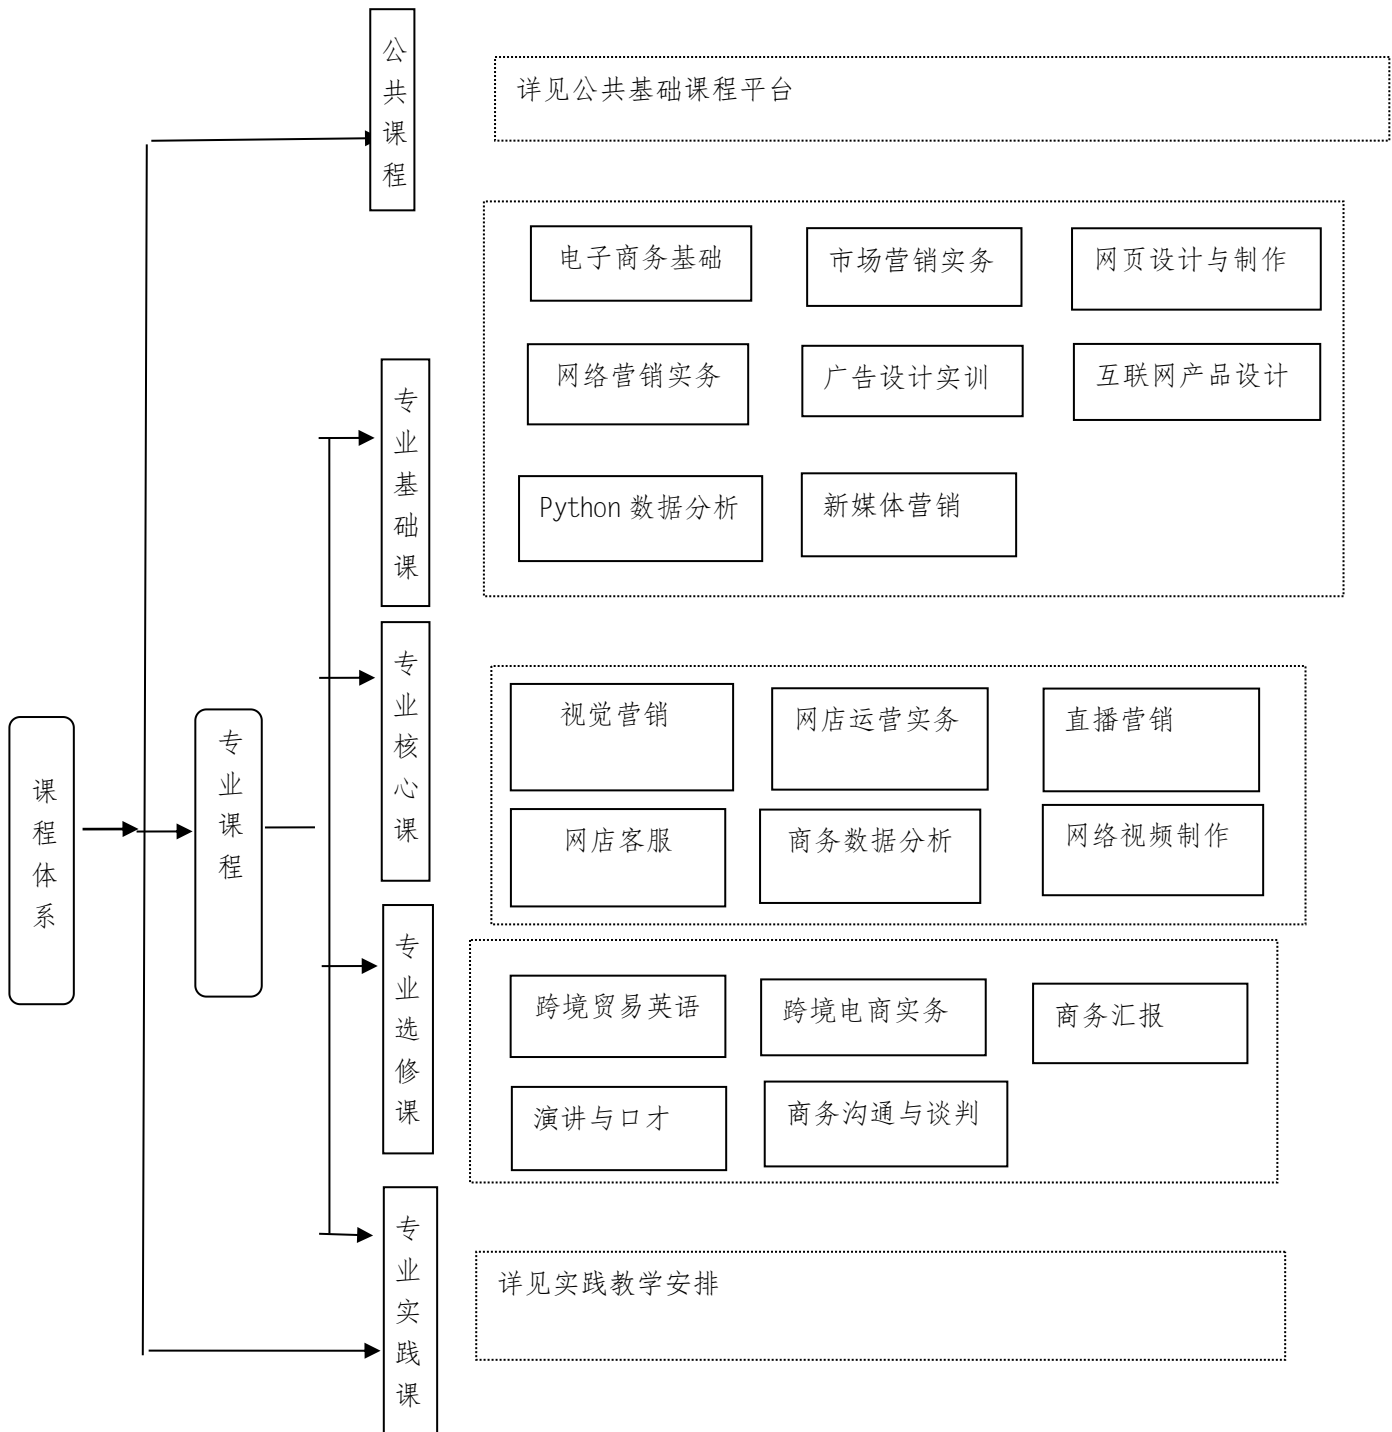 公共课程
详见公共基础课程平台
电子商务基础
市场营销实务
网页设计与制作
网络营销实务
广告设计实训
互联网产品设计
专业基础课
Python 数据分析
新媒体营销
专业核心课
视觉营销
网店运营实务
直播营销
课程体系
专业课程
网店客服
商务数据分析
网络视频制作
专业选修课
跨境贸易英语
跨境电商实务
商务汇报
演讲与口才
商务沟通与谈判
专业实践课
详见实践教学安排